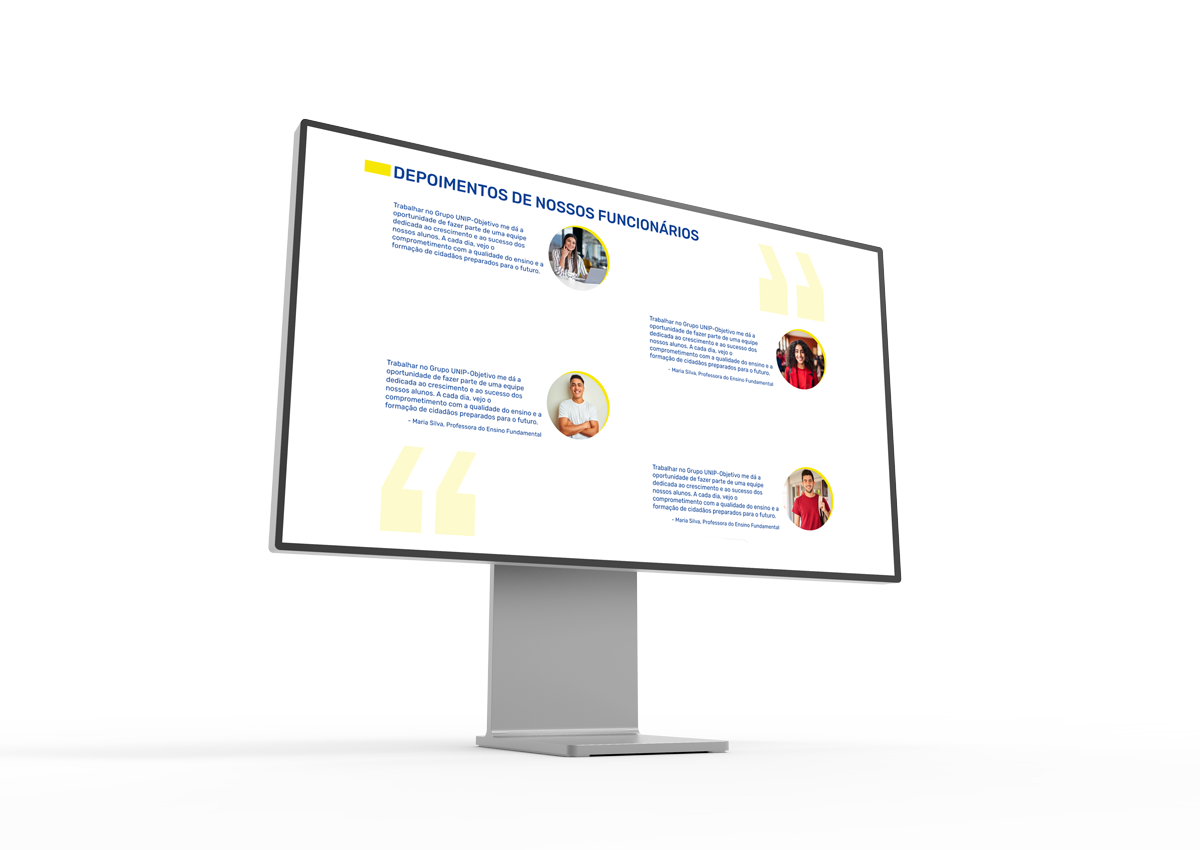 DEPOIMENTOS DE NOSSOS FUNCIONÁRIOS
Trabalhar no Grupo UNIP-Objetivo me dá a
oportunidade de fazer parte de uma equipe
dedicada ao crescimento e ao sucesso dos
nossos alunos. A cada dia, vejo o
comprometimento com a qualidade do ensino e a
formação de cidadãos preparados para o futuro.
Trabalhar no Grupo UNIP-Objetivo me dá a
oportunidade de fazer parte de uma equipe
dedicada ao crescimento e ao sucesso dos
nossos alunos. A cada dia, vejo o
comprometimento com a qualidade do ensino e a
formação de cidadãos preparados para o futuro.
- Maria Silva, Professora do Ensino Fundamental
Trabalhar no Grupo UNIP-Objetivo me dá a
oportunidade de fazer parte de uma equipe
dedicada ao crescimento e ao sucesso dos
nossos alunos. A cada dia, vejo o
comprometimento com a qualidade do ensino e a
formação de cidadãos preparados para o futuro.
- Maria Silva, Professora do Ensino Fundamental
Trabalhar no Grupo UNIP-Objetivo me dá a
oportunidade de fazer parte de uma equipe
dedicada ao crescimento e ao sucesso dos
nossos alunos. A cada dia, vejo o
comprometimento com a qualidade do ensino e a
formação de cidadãos preparados para o futuro.
- Maria Silva, Professora do Ensino Fundamental